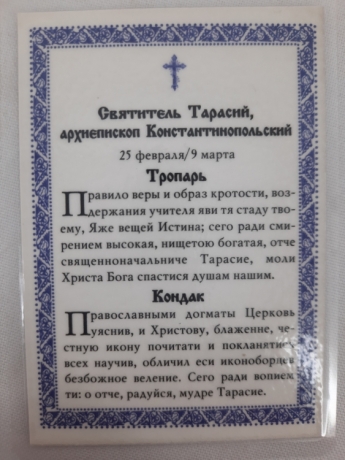 Святитель Тарасий,
архиепископ Константинопольский
25 февраля/9 марта
Тропарь
Правило веры и образ кротости, воз-
держания учителя яви тя стаду тво-
ему, Яже вещей Истина; сего ради сми-
рением высокая, нищетою богатая, отче
священноначальниче Тарасие, моли
Христа Бога спастися душам нашим.
Кондак
Православными догматы Церковь
уяснив, и Христову, блаженне, че-
стную икону почитати и покланятися
всех научив, обличил еси иконоборцев
безбожное веление. Сего ради вопием
ти: о отче, радуйся, мудре Тарасие.